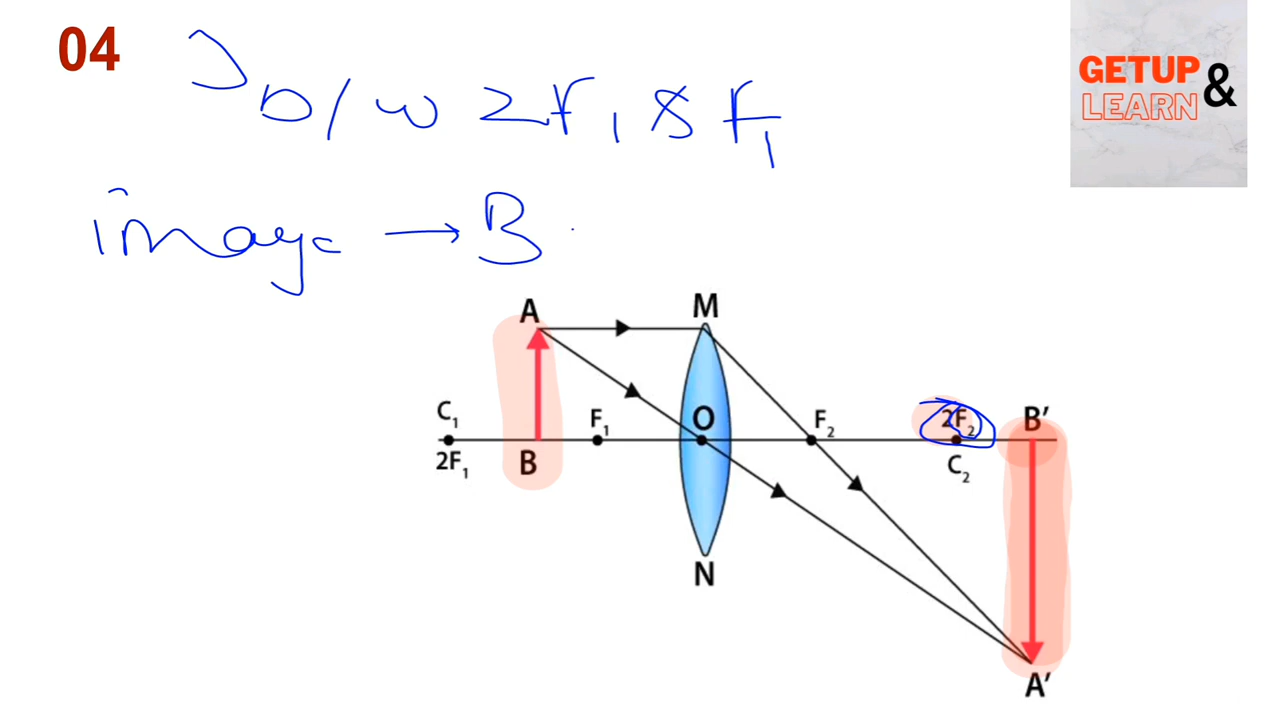 04
b/w 2F₁ & F₁
GETUP
LEARN &
image → B
A M
C₁ F₁ O F₂ 2F₂ B′
2F₁ B C₂
N
A′